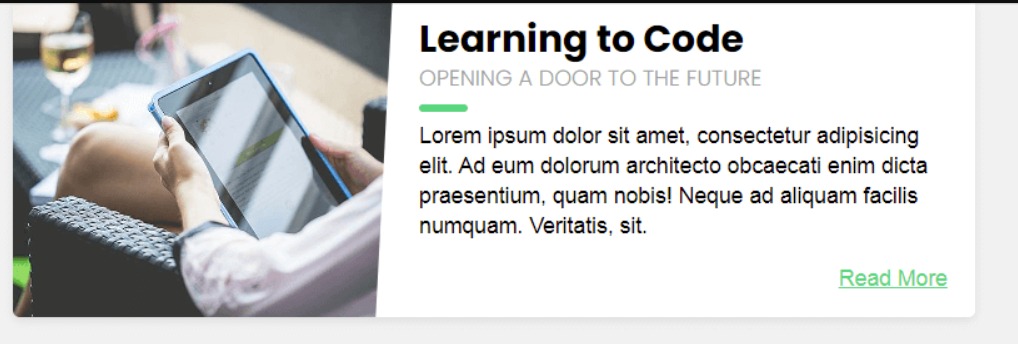 Learning to Code
OPENING A DOOR TO THE FUTURE
Lorem ipsum dolor sit amet, consectetur adipisicing
elit. Ad eum dolorum architecto obcaecati enim dicta
praesentium, quam nobis! Neque ad aliquam facilis
numquam. Veritatis, sit.
Read More